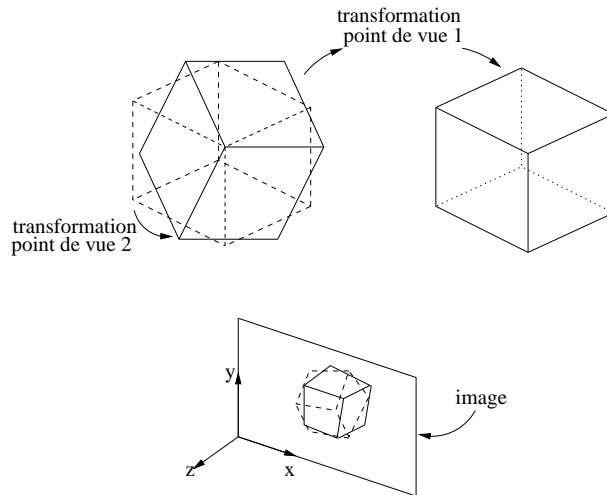 transformation
point de vue 1
transformation
point de vue 2
y
image
z
x